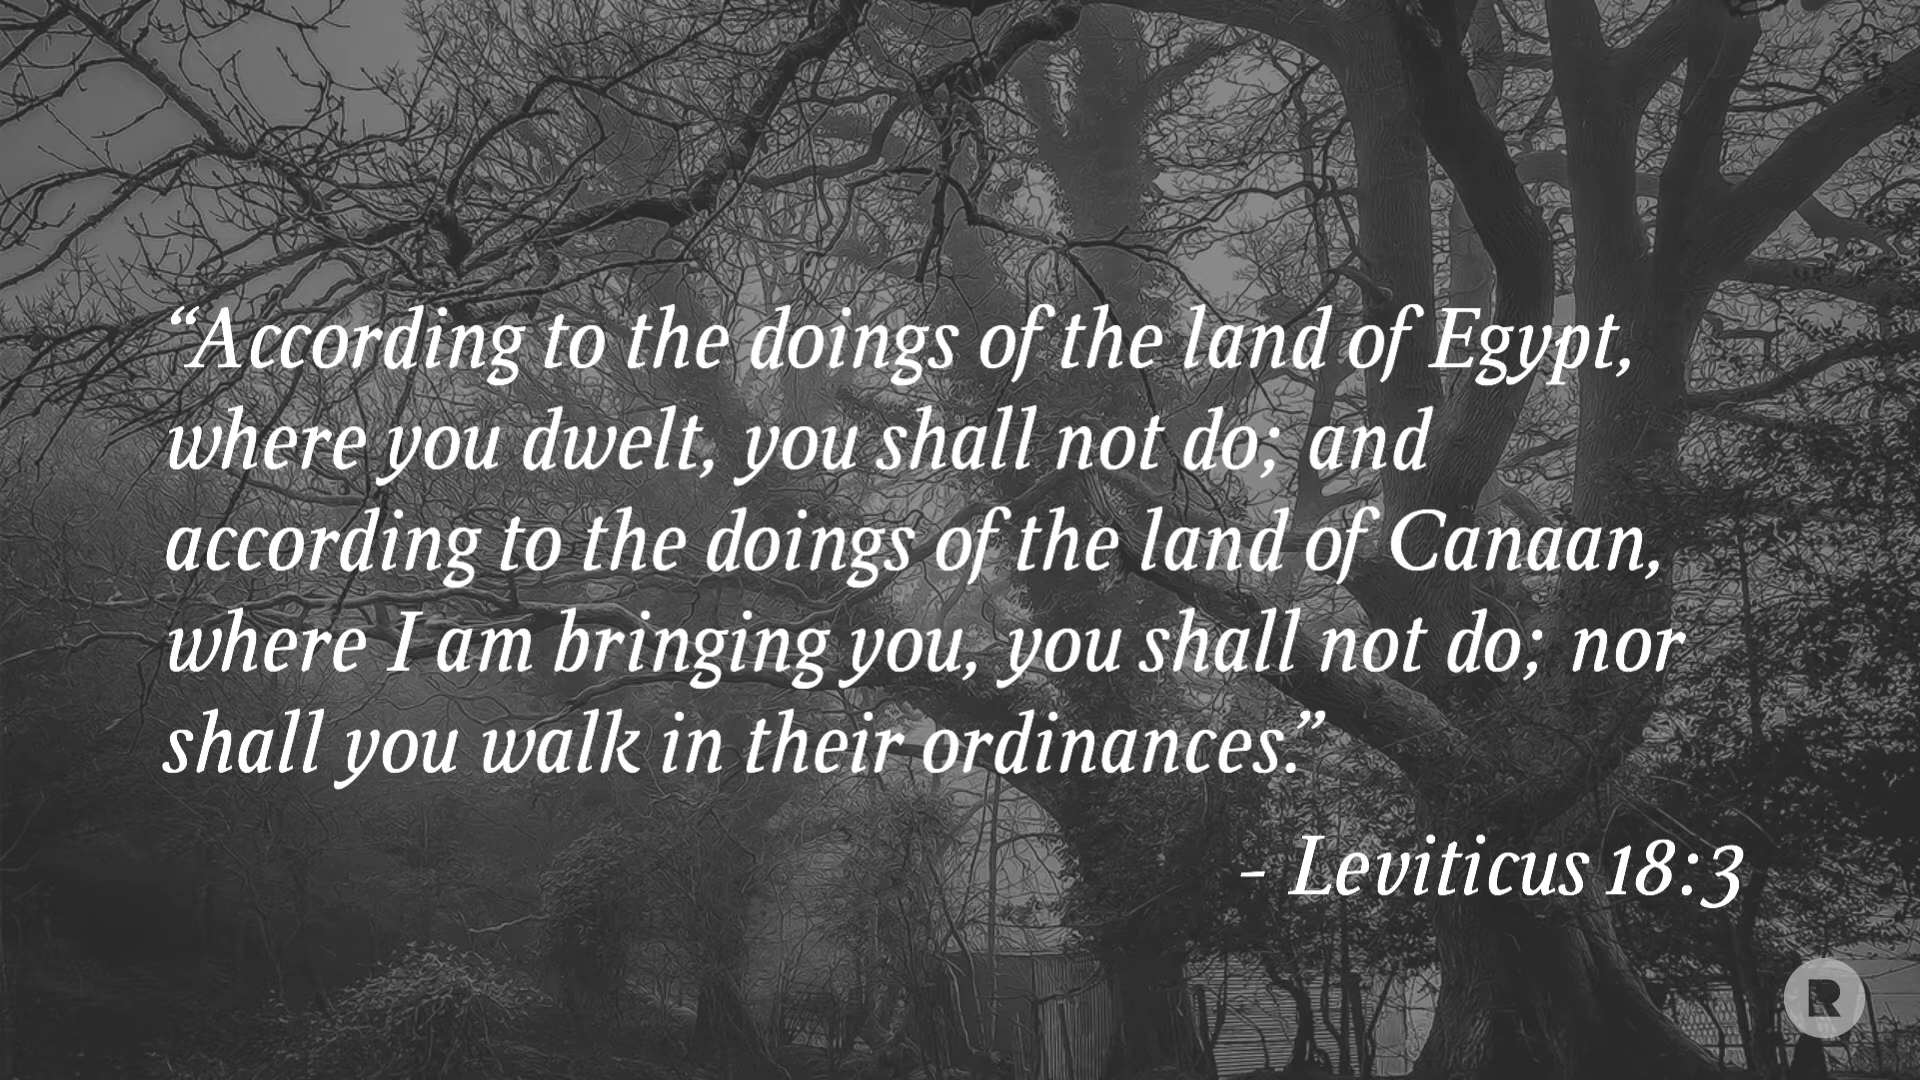 “According to the doings of the land of Egypt,
where you dwelt, you shall not do; and
according to the doings of the land of Canaan,
where I am bringing you, you shall not do; nor
shall you walk in their ordinances.”
- Leviticus 18:3
R